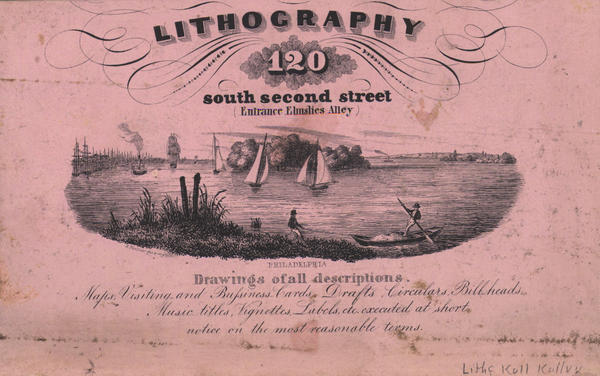 LITHOGRAPHY
120
south second street
(Entrance Elmslies Alley)
PHILADELPHIA
Drawings of all descriptions.
Maps, Visiting and Bussiness Cards, Drafts, Circulars, Bill heads,
Music titles, Vignettes, Labels, etc. executed at short
notice on the most reasonable terms.